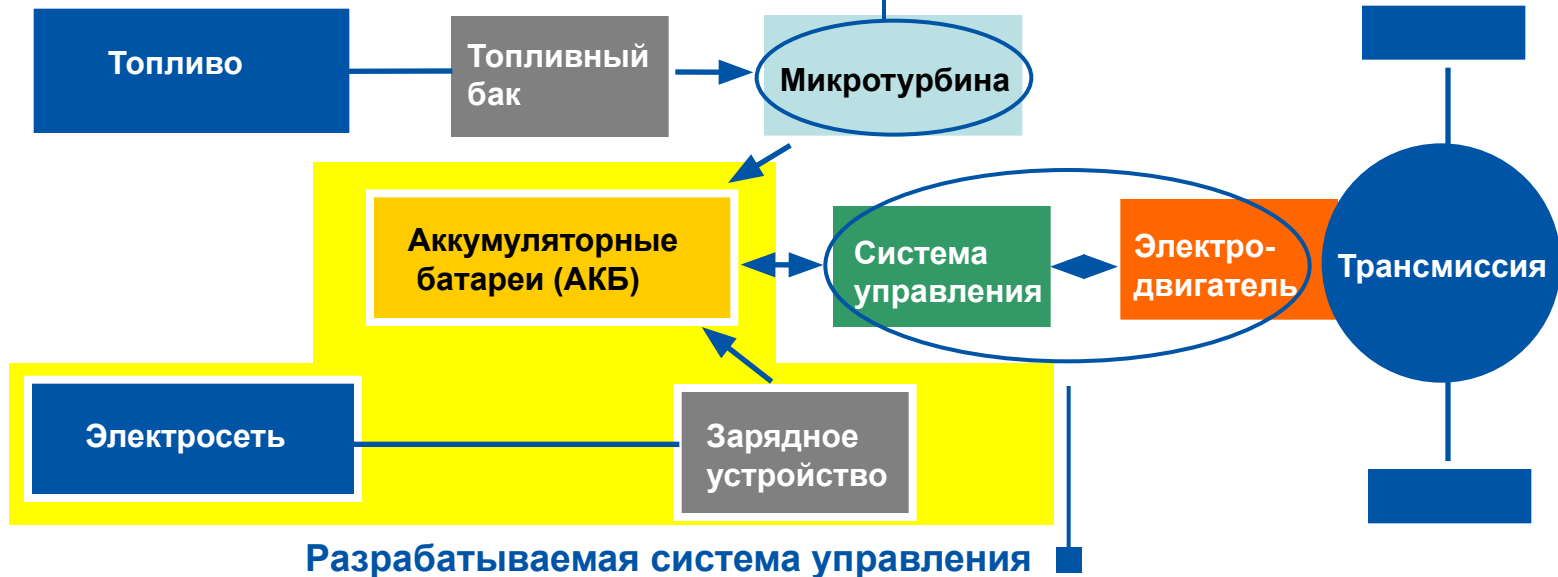 Топливо
Топливный
бак
Микротурбина
Аккумуляторные
батареи (АКБ)
Система
управления
Электро-
двигатель
Трансмиссия
Электросеть
Зарядное
устройство
Разрабатываемая система управления